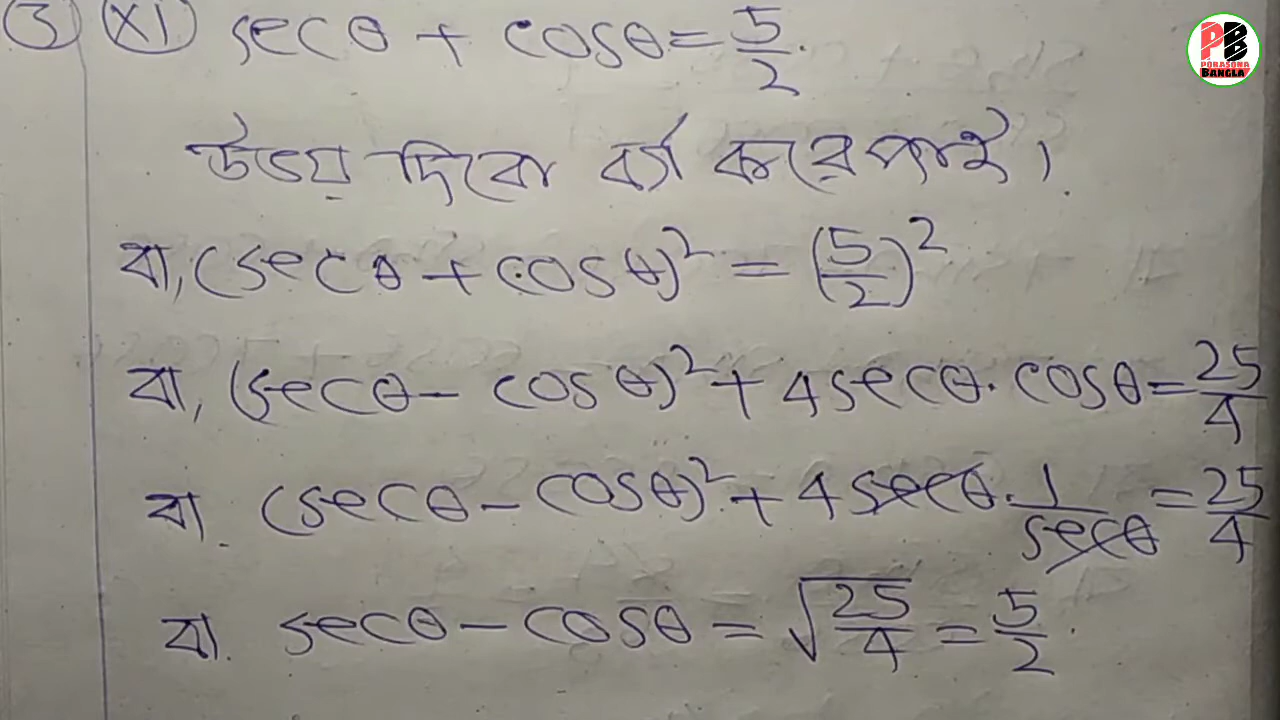 3 XI secθ + cosθ = 5/2.
উভয় দিকে বর্গ করে পাই।
বা, (secθ + cosθ)² = (5/2)²
বা, (secθ - cosθ)² + 4secθ. cosθ = 25/4
বা. (secθ - cosθ)² + 4secθ. 1/secθ = 25/4
বা. secθ - cosθ = √25/4 = 5/2.
PB
PORASONA
BANGLA